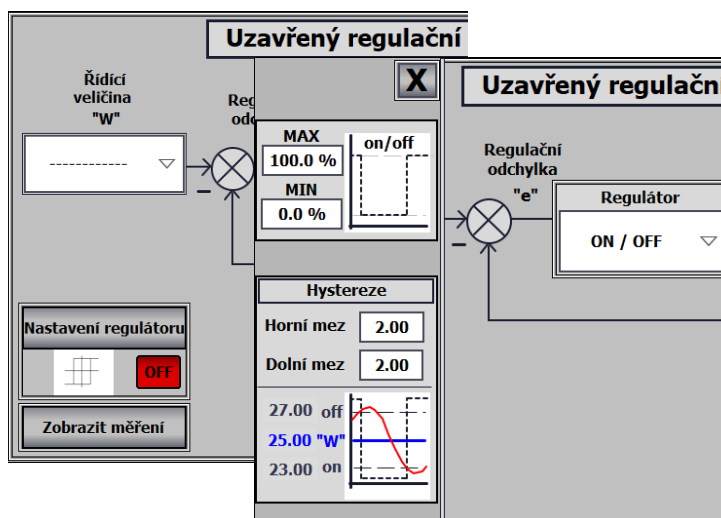 Uzavřený regulační
Řídící
veličina
"W"
Reg
odc
------------
Nastavení regulátoru
OFF
Zobrazit měření
X
MAX
100.0 %
MIN
0.0 %
on/off
Hystereze
Horní mez 2.00
Dolní mez 2.00
27.00 off
25.00 "W"
23.00 on
Uzavřený regulační
Regulační
odchylka
"e"
Regulátor
ON / OFF